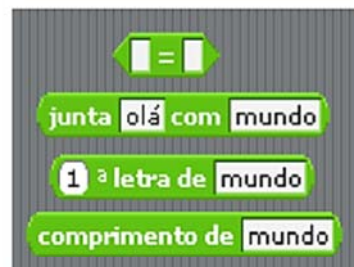 =
junta olá com mundo
1 ª letra de mundo
comprimento de mundo